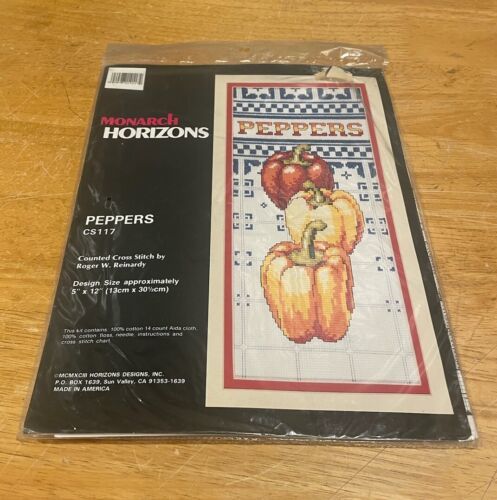 MONARCH
HORIZONS
PEPPERS
CS117
Counted Cross Stitch by
Roger W. Reinardy
Design Size approximately
5" x 12" (13cm x 30½cm)
This kit contains: 100% cotton 14 count Aida cloth,
100% cotton floss, needle, instructions and
cross stitch chart.
©MCMXCIII HORIZONS DESIGNS, INC.
P.O. BOX 1639, Sun Valley, CA 91353-1639
MADE IN AMERICA
PEPPERS